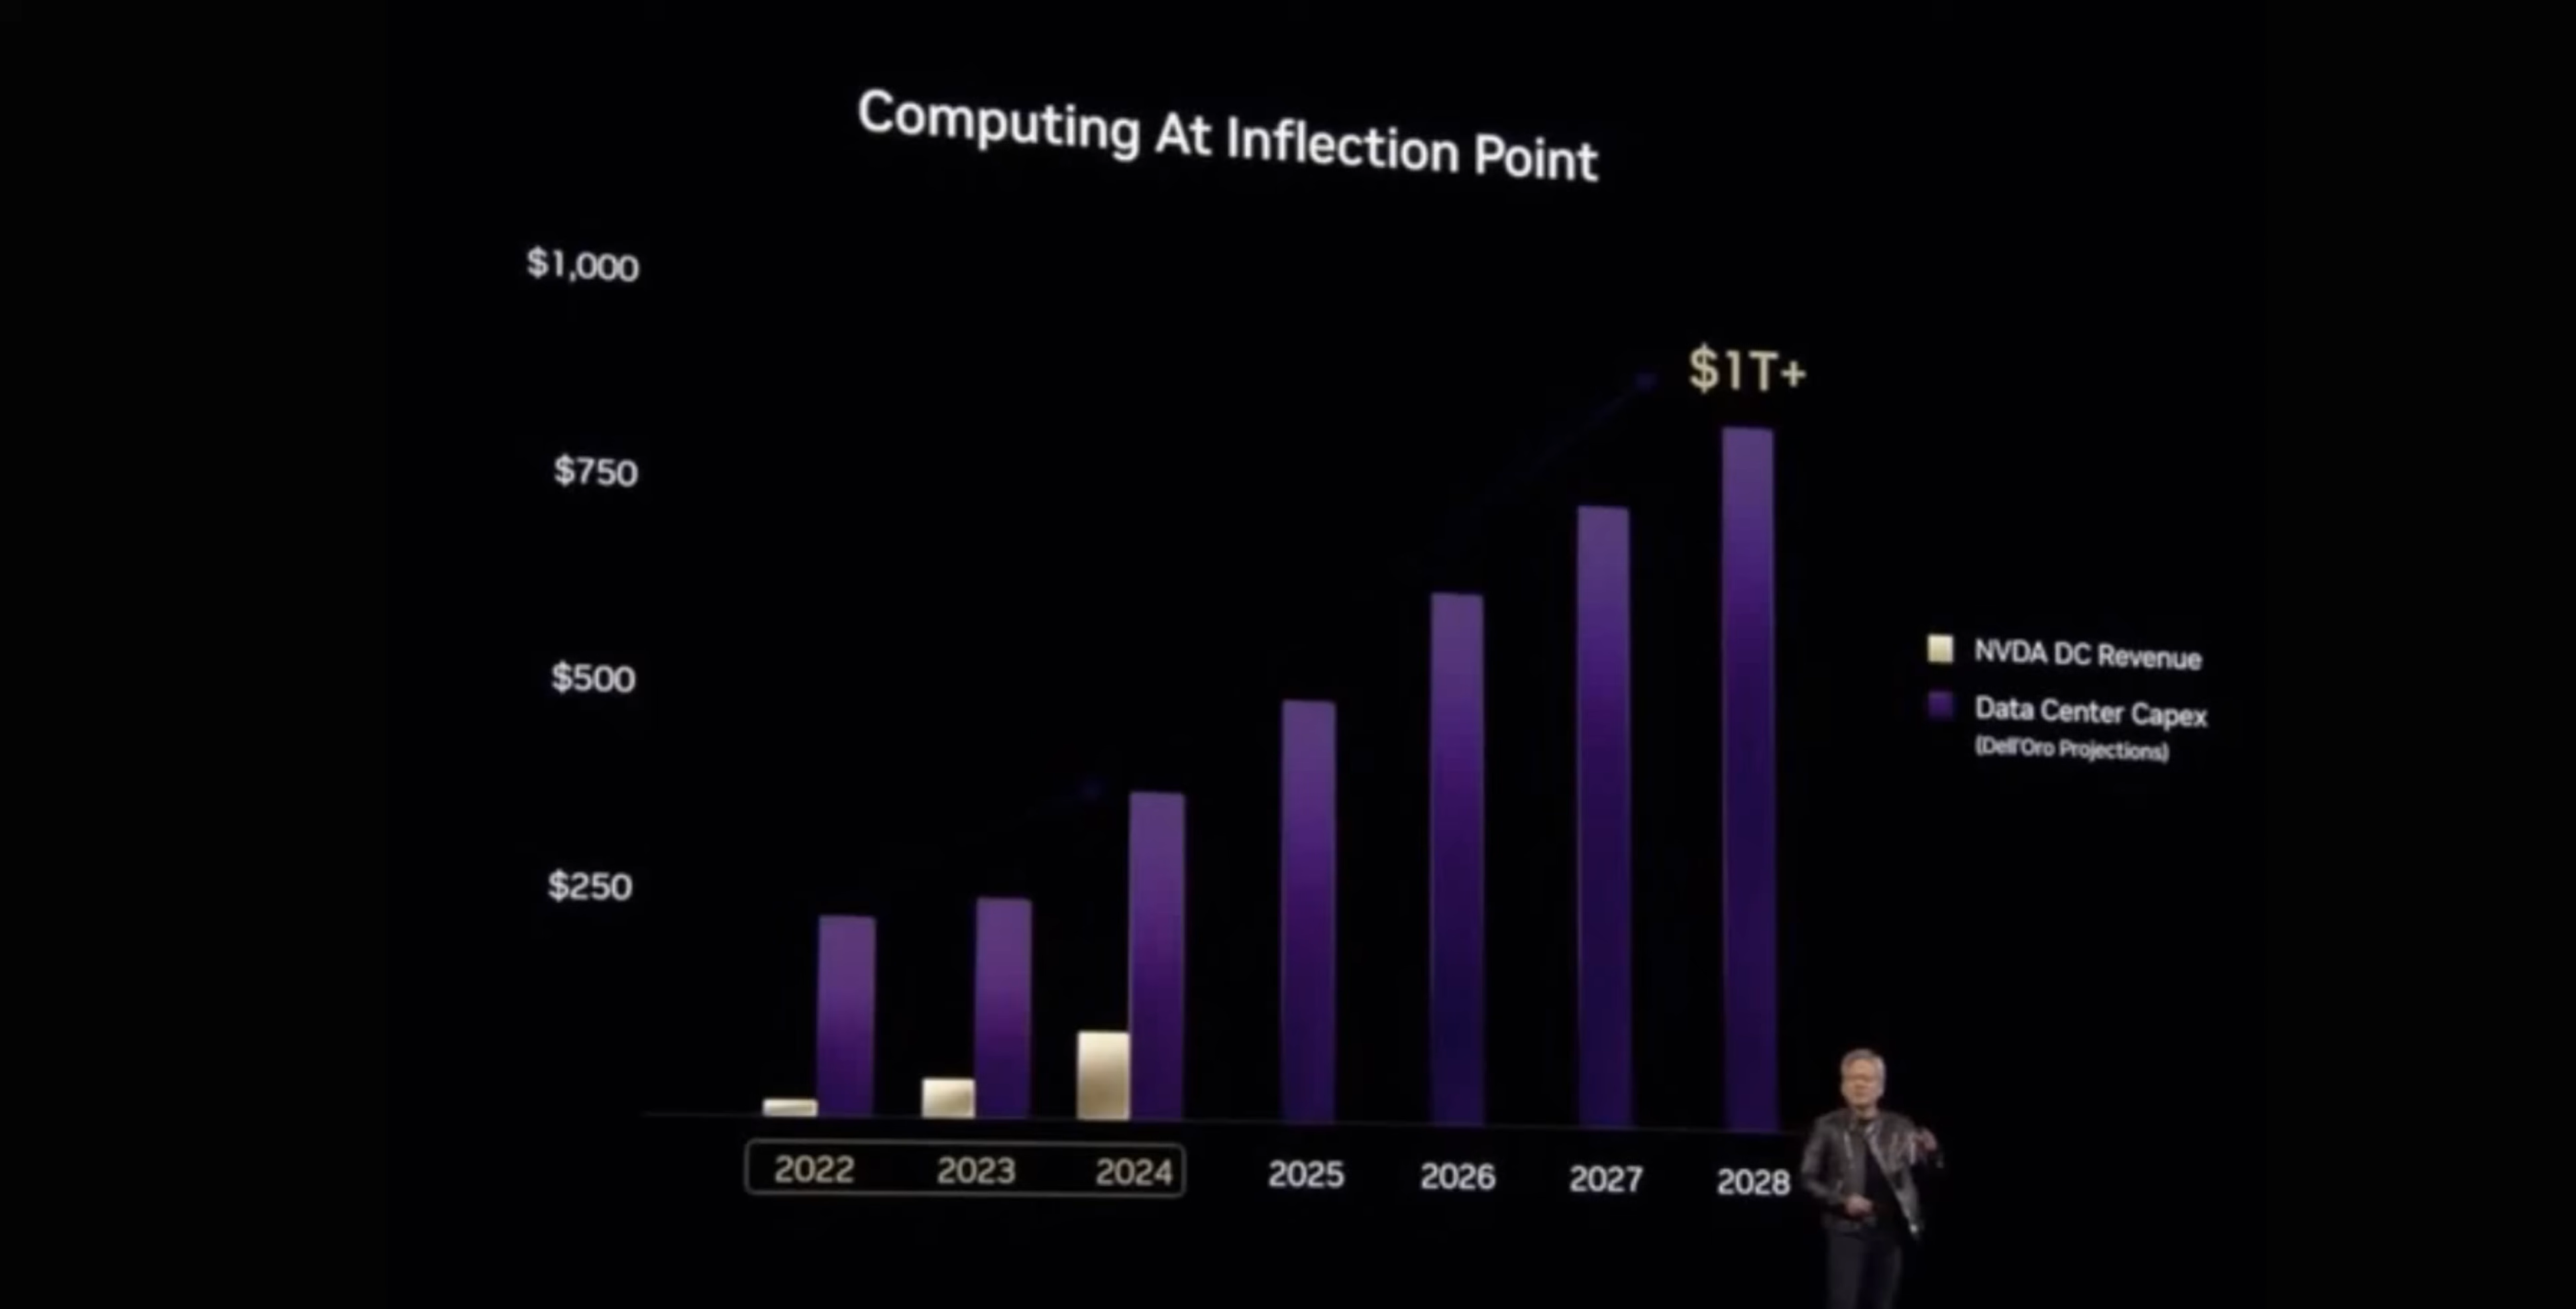 Computing At Inflection Point
$1,000
$750
$500
$250
$1T+
NVDA DC Revenue
Data Center Capex
(Dell'Oro Projections)
2022 2023 2024 2025 2026 2027 2028